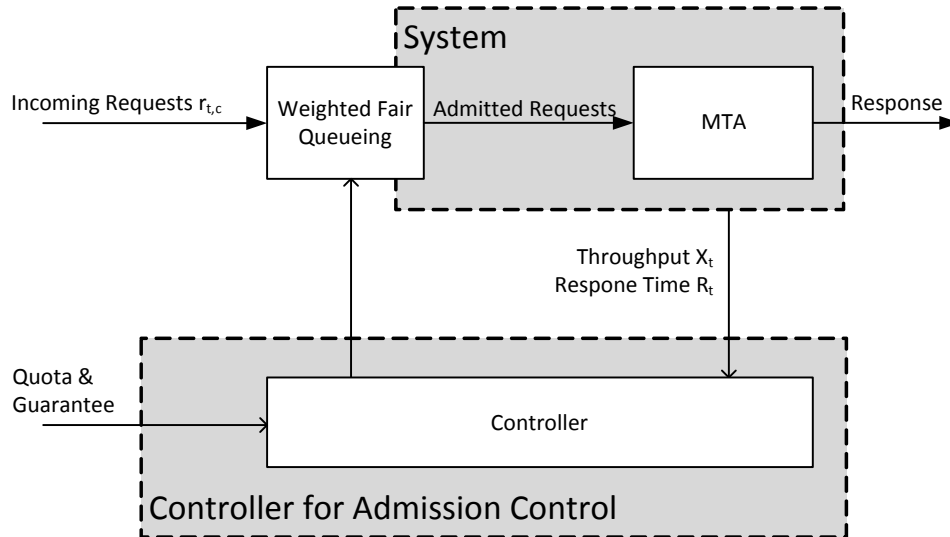 System
Incoming Requests r_t,c
Weighted Fair
Queueing
Admitted Requests
MTA
Response
Throughput X_t
Respone Time R_t
Quota &
Guarantee
Controller
Controller for Admission Control